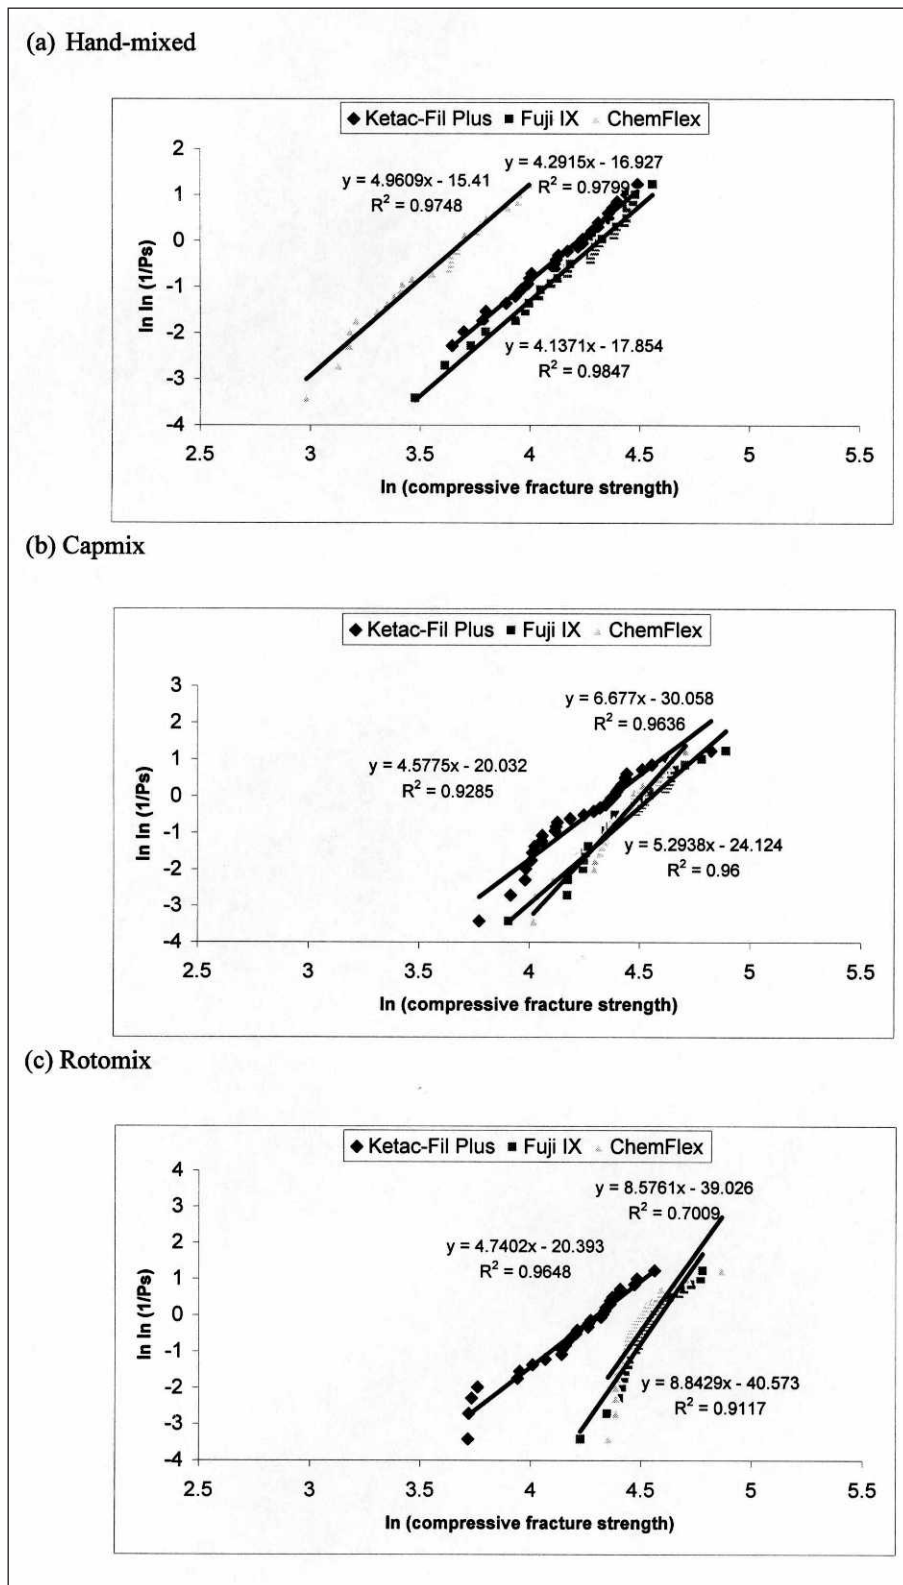 (a) Hand-mixed
Ketac-Fil Plus Fuji IX ChemFlex
y = 4.9609x - 15.41
R² = 0.9748
y = 4.2915x - 16.927
R² = 0.9799
y = 4.1371x - 17.854
R² = 0.9847
ln ln (1/Ps)
2
1
0
-1
-2
-3
-4
2.5 3 3.5 4 4.5 5 5.5
ln (compressive fracture strength)
(b) Capmix
Ketac-Fil Plus Fuji IX ChemFlex
y = 6.677x - 30.058
R² = 0.9636
y = 4.5775x - 20.032
R² = 0.9285
y = 5.2938x - 24.124
R² = 0.96
ln ln (1/Ps)
3
2
1
0
-1
-2
-3
-4
2.5 3 3.5 4 4.5 5 5.5
ln (compressive fracture strength)
(c) Rotomix
Ketac-Fil Plus Fuji IX ChemFlex
y = 8.5761x - 39.026
R² = 0.7009
y = 4.7402x - 20.393
R² = 0.9648
y = 8.8429x - 40.573
R² = 0.9117
ln ln (1/Ps)
4
3
2
1
0
-1
-2
-3
-4
2.5 3 3.5 4 4.5 5 5.5
ln (compressive fracture strength)